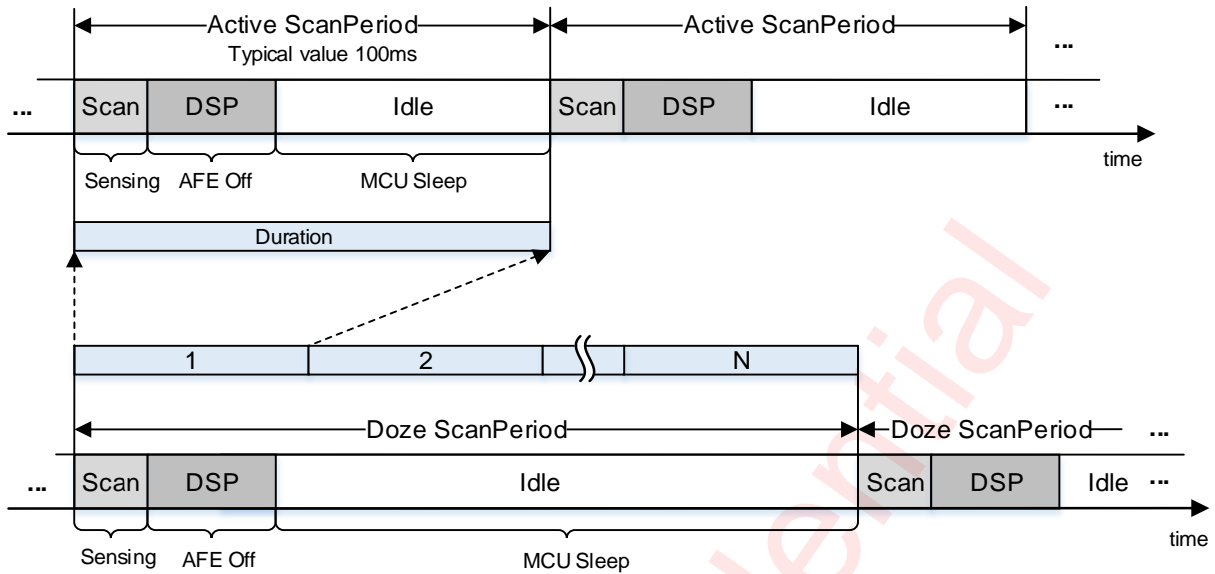 Active ScanPeriod Active ScanPeriod
Typical value 100ms ...
... Scan DSP Idle Scan DSP Idle ...
time
Sensing AFE Off MCU Sleep
Duration
1 2 N
Doze ScanPeriod Doze ScanPeriod ...
... Scan DSP Idle Scan DSP Idle ...
time
Sensing AFE Off MCU Sleep
dential